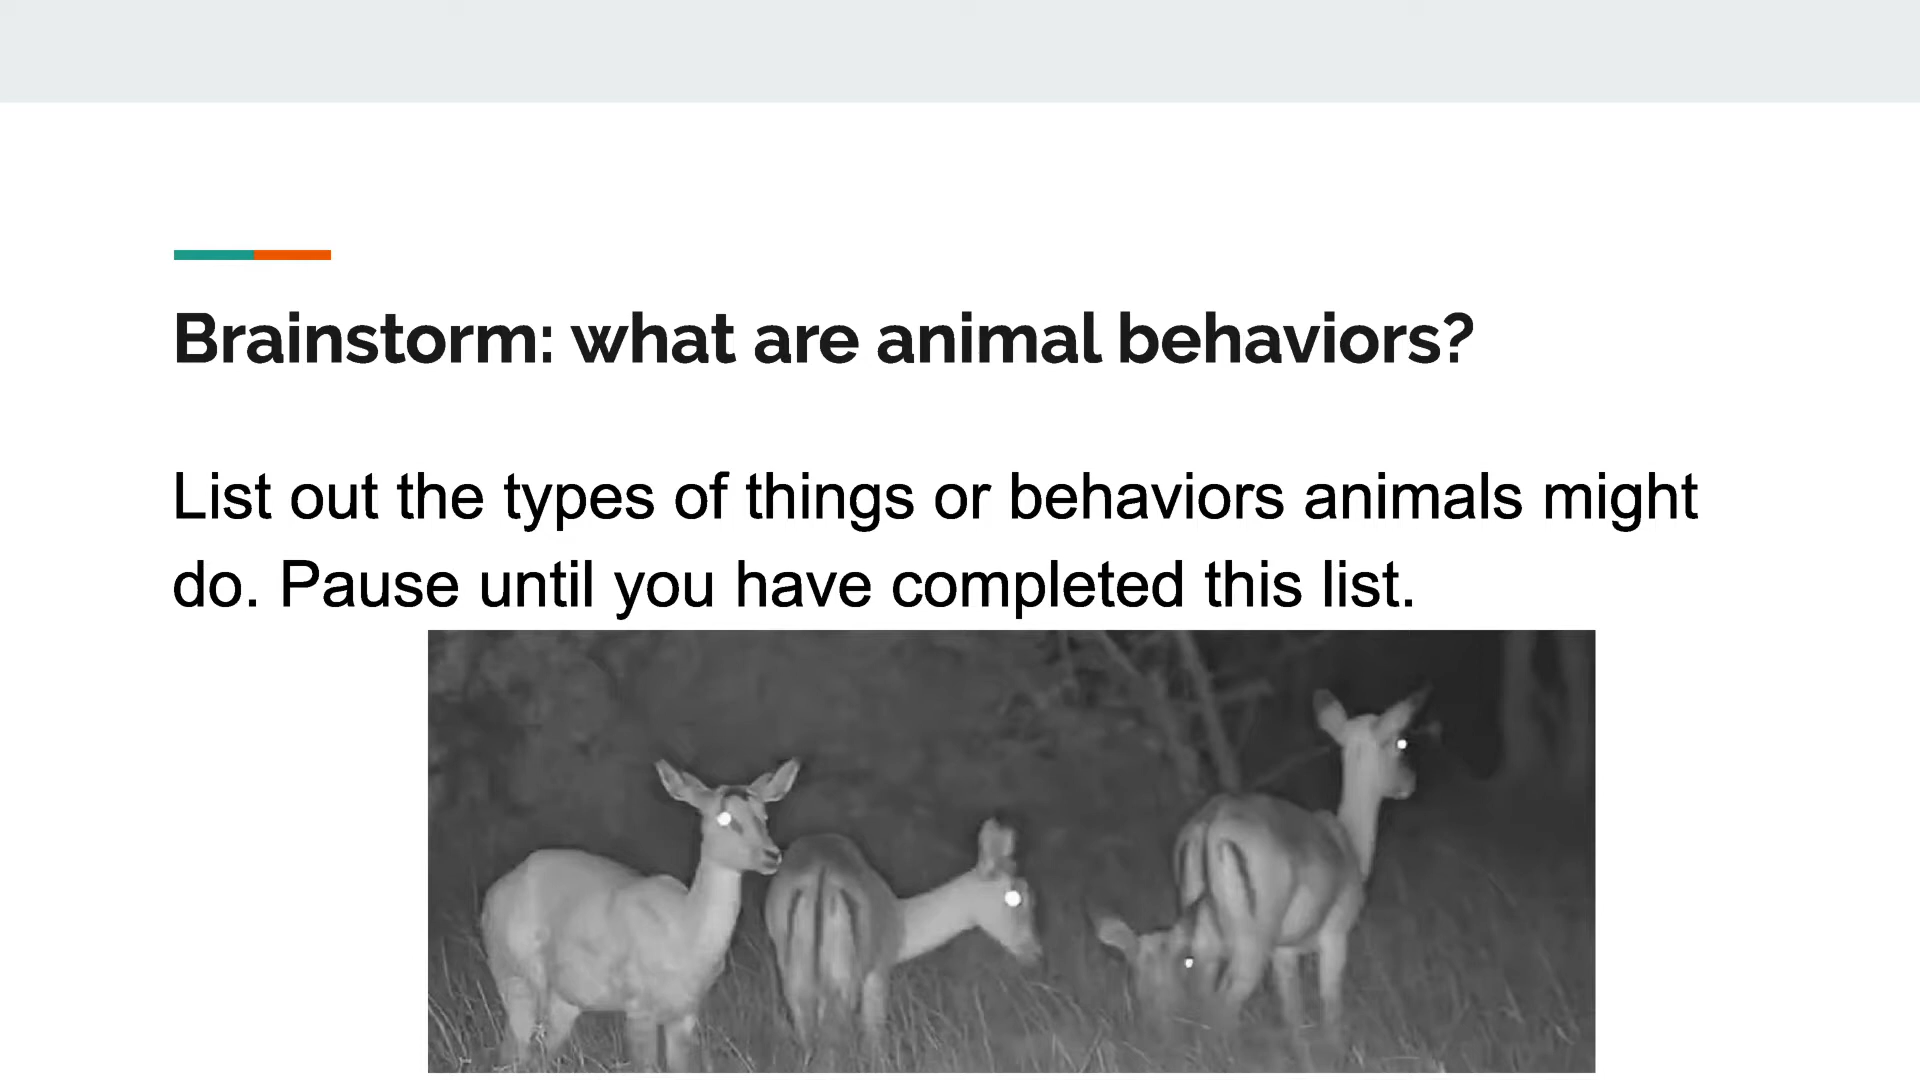 Brainstorm: what are animal behaviors?
List out the types of things or behaviors animals might
do. Pause until you have completed this list.